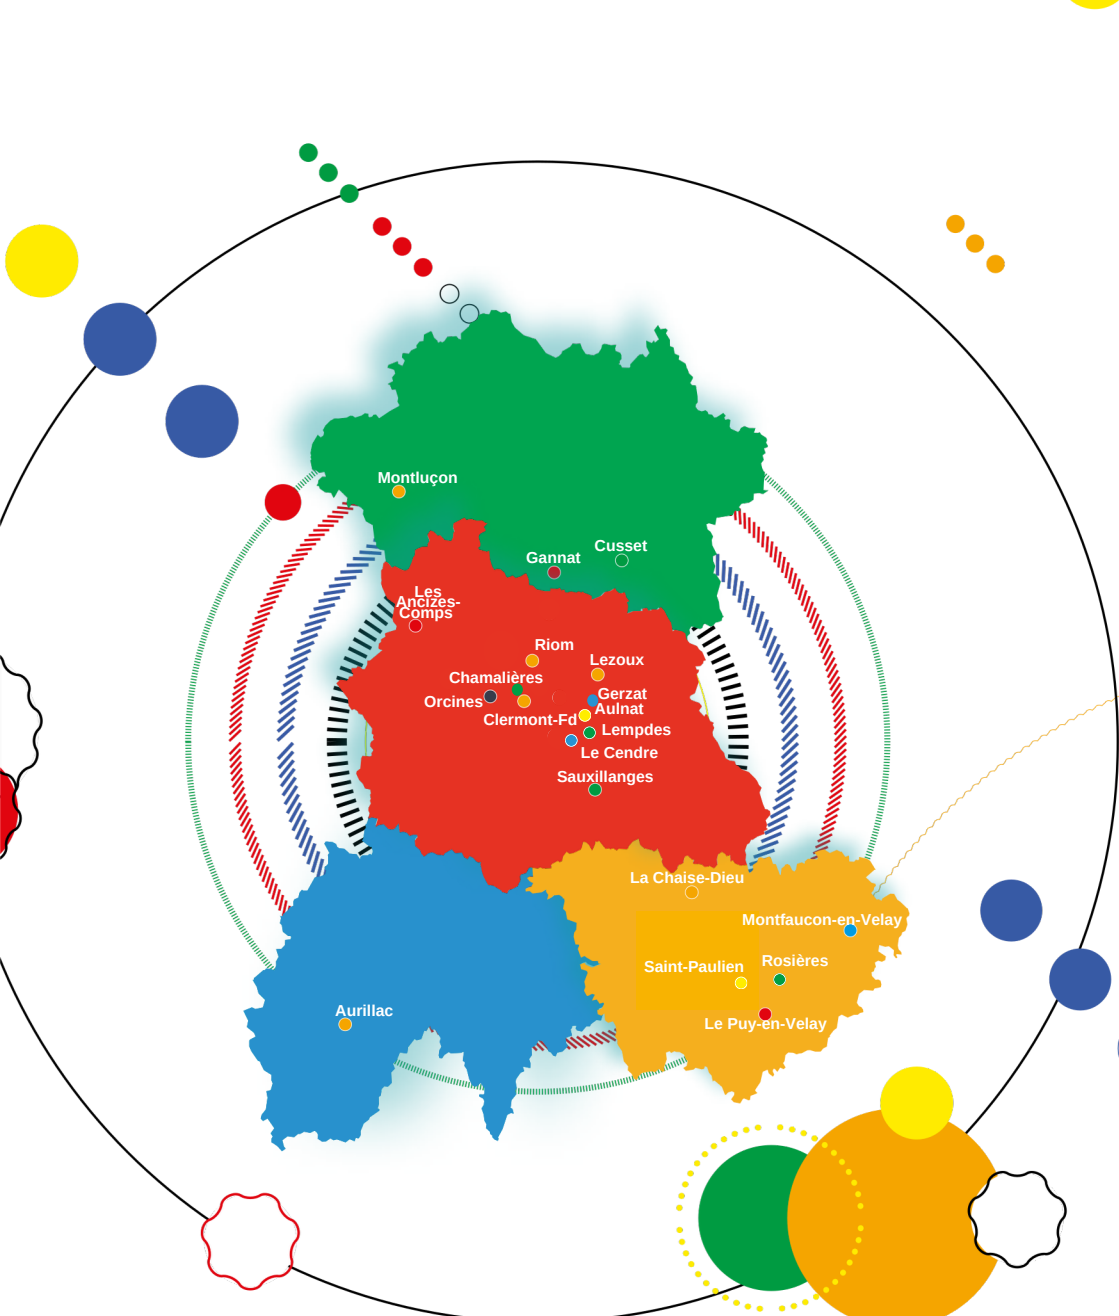 Montluçon
Cusset
Gannat
Les
Ancizes-
Comps
Riom
Lezoux
Chamalières
Gerzat
Orcines
Aulnat
Clermont-Fd
Lempdes
Le Cendre
Sauxillanges
La Chaise-Dieu
Montfaucon-en-Velay
Rosières
Saint-Paulien
Aurillac
Le Puy-en-Velay